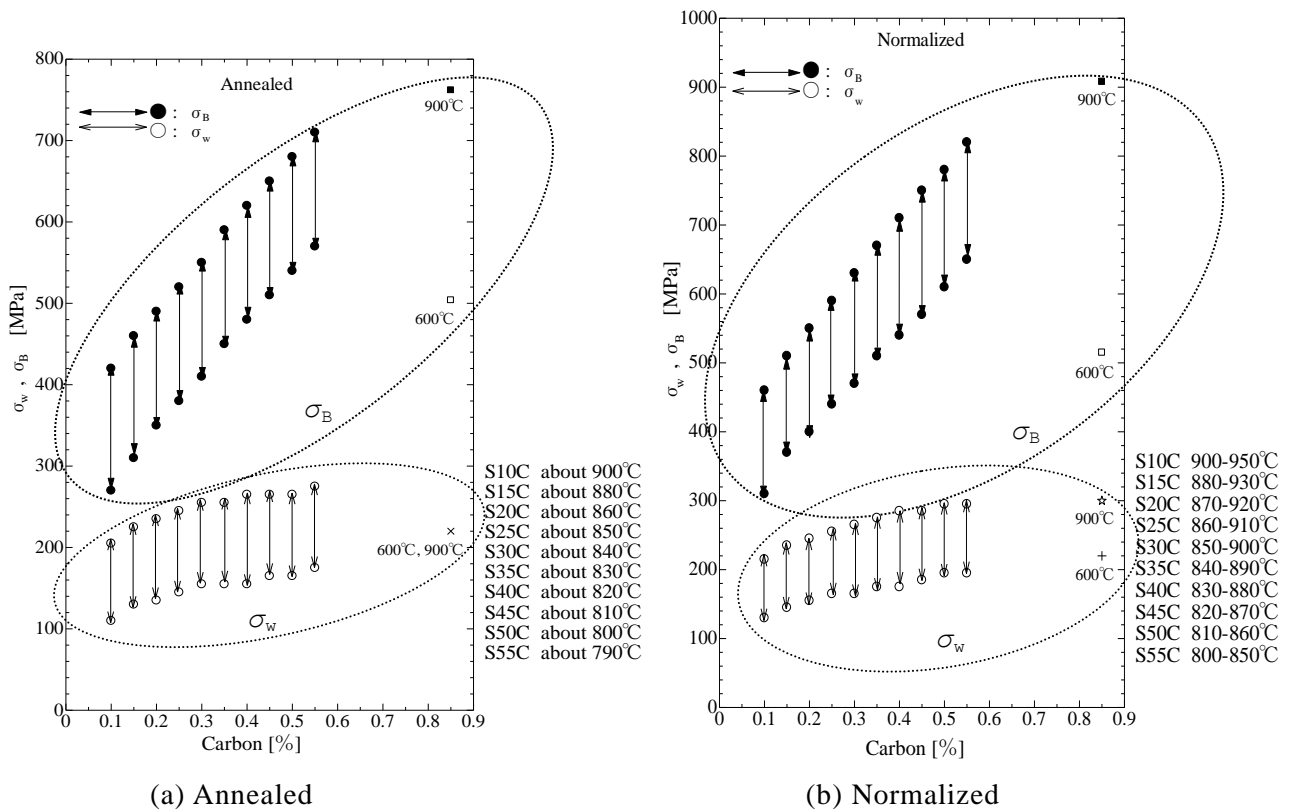 Annealed
: σB
: σw
σw , σB [MPa]
800
700
600
500
400
300
200
100
0
900℃
600℃
σB
600℃, 900℃
σw
0 0.1 0.2 0.3 0.4 0.5 0.6 0.7 0.8 0.9
Carbon [%]
S10C about 900℃
S15C about 880℃
S20C about 860℃
S25C about 850℃
S30C about 840℃
S35C about 830℃
S40C about 820℃
S45C about 810℃
S50C about 800℃
S55C about 790℃
(a) Annealed
Normalized
: σB
: σw
σw , σB [MPa]
1000
900
800
700
600
500
400
300
200
100
0
900℃
600℃
σB
900℃
600℃
σw
0 0.1 0.2 0.3 0.4 0.5 0.6 0.7 0.8 0.9
Carbon [%]
S10C 900-950℃
S15C 880-930℃
S20C 870-920℃
S25C 860-910℃
S30C 850-900℃
S35C 840-890℃
S40C 830-880℃
S45C 820-870℃
S50C 810-860℃
S55C 800-850℃
(b) Normalized